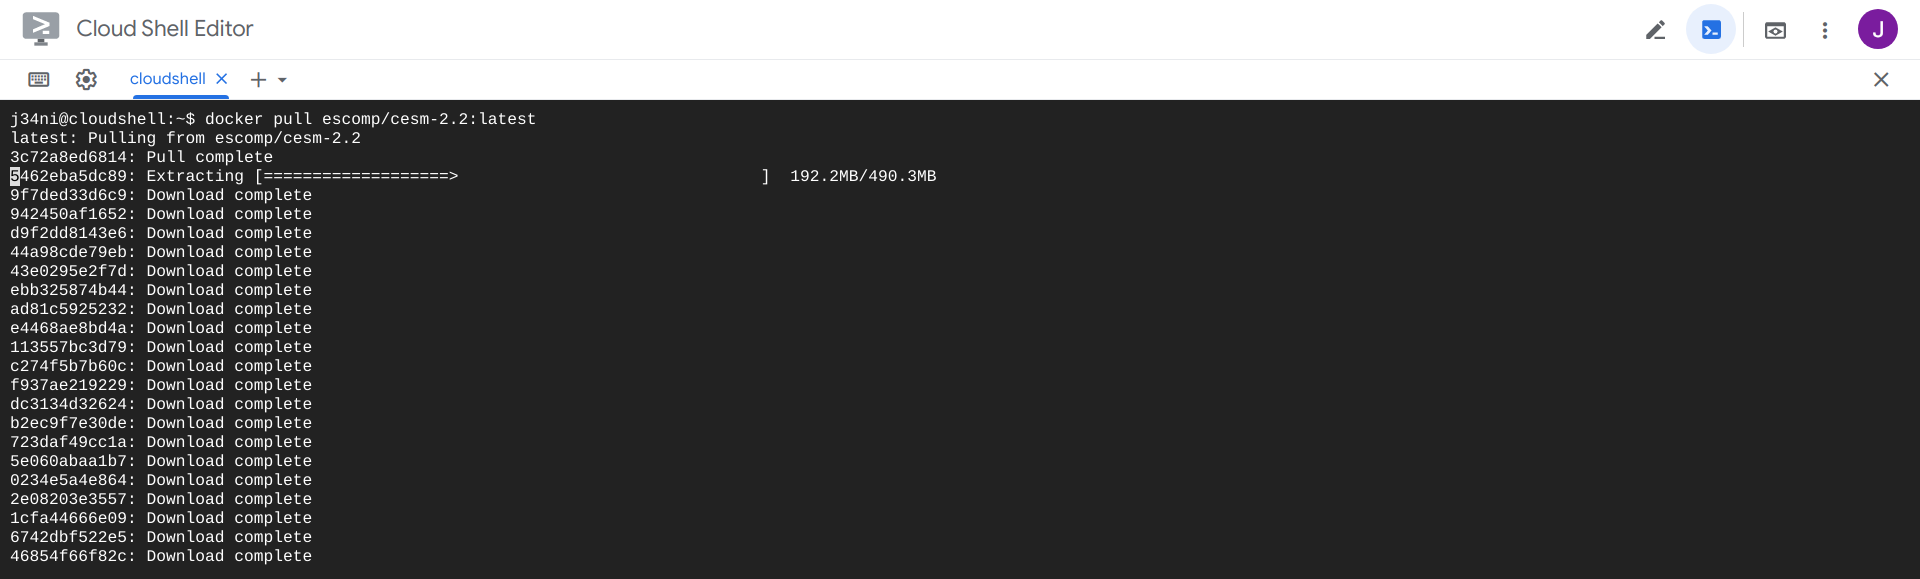 Cloud Shell Editor
J
cloudshell
j34ni@cloudshell:~$ docker pull escomp/cesm-2.2:latest
latest: Pulling from escomp/cesm-2.2
3c72a8ed6814: Pull complete
5462eba5dc89: Extracting [===================>                               ]  192.2MB/490.3MB
9f7ded33d6c9: Download complete
942450af1652: Download complete
d9f2dd8143e6: Download complete
44a98cde79eb: Download complete
43e0295e2f7d: Download complete
ebb325874b44: Download complete
ad81c5925232: Download complete
e4468ae8bd4a: Download complete
113557bc3d79: Download complete
c274f5b7b60c: Download complete
f937ae219229: Download complete
dc3134d32624: Download complete
b2ec9f7e30de: Download complete
723daf49cc1a: Download complete
5e060abaa1b7: Download complete
0234e5a4e864: Download complete
2e08203e3557: Download complete
1cfa44666e09: Download complete
6742dbf522e5: Download complete
46854f66f82c: Download complete